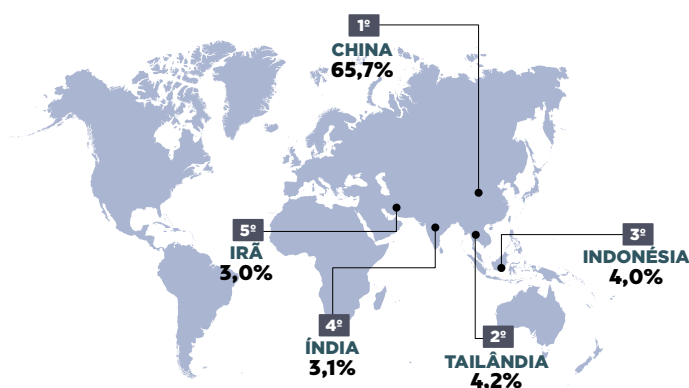 1º
CHINA
65,7%
5º
IRÃ
3,0%
3º
INDONÉSIA
4,0%
4º
ÍNDIA
3,1%
2º
TAILÂNDIA
4,2%